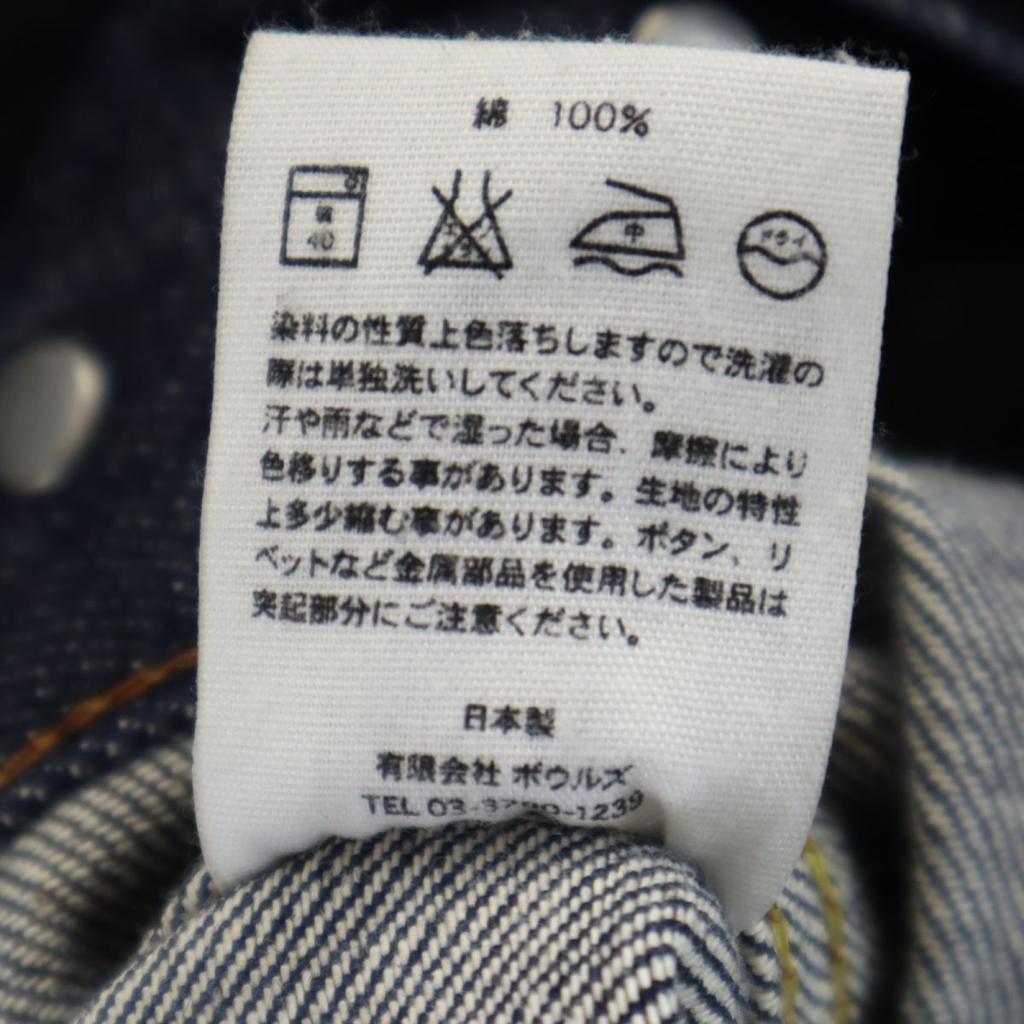 綿 100%
40
中
染料の性質上色落ちしますので洗濯の
際は単独洗いしてください。
汗や雨などで湿った場合、摩擦により
色移りする事があります。生地の特性
上多少縮む事があります。ボタン、リ
ベットなど金属部品を使用した製品は
突起部分にご注意ください。
日本製
有限会社 ボウルズ
TEL 03-